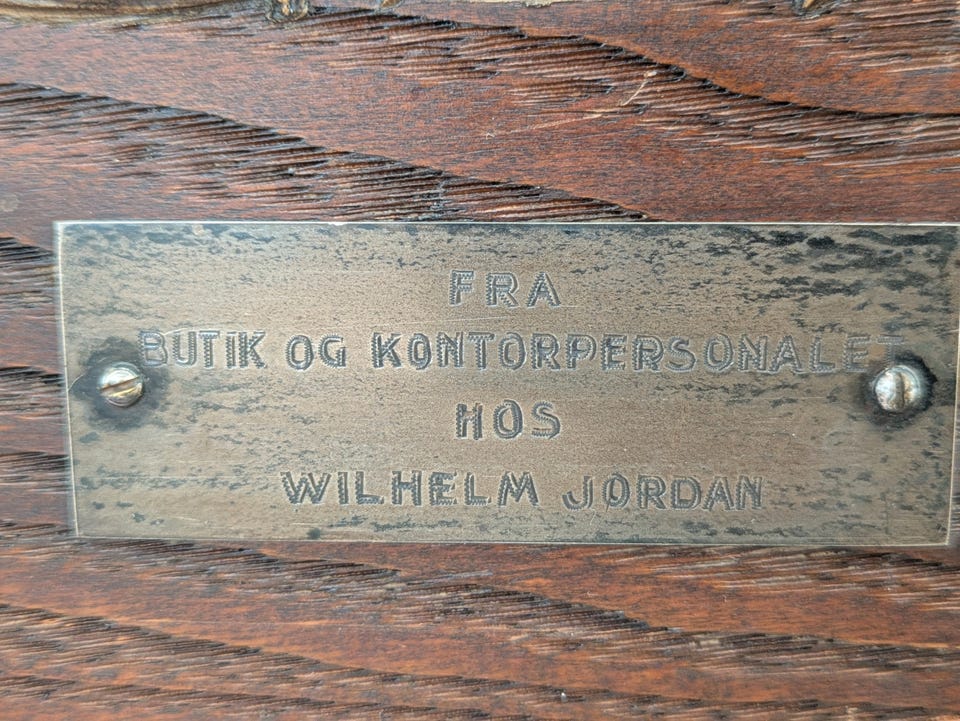 FRA
BUTIK OG KONTORPERSONALET
HOS
WILHELM JORDAN